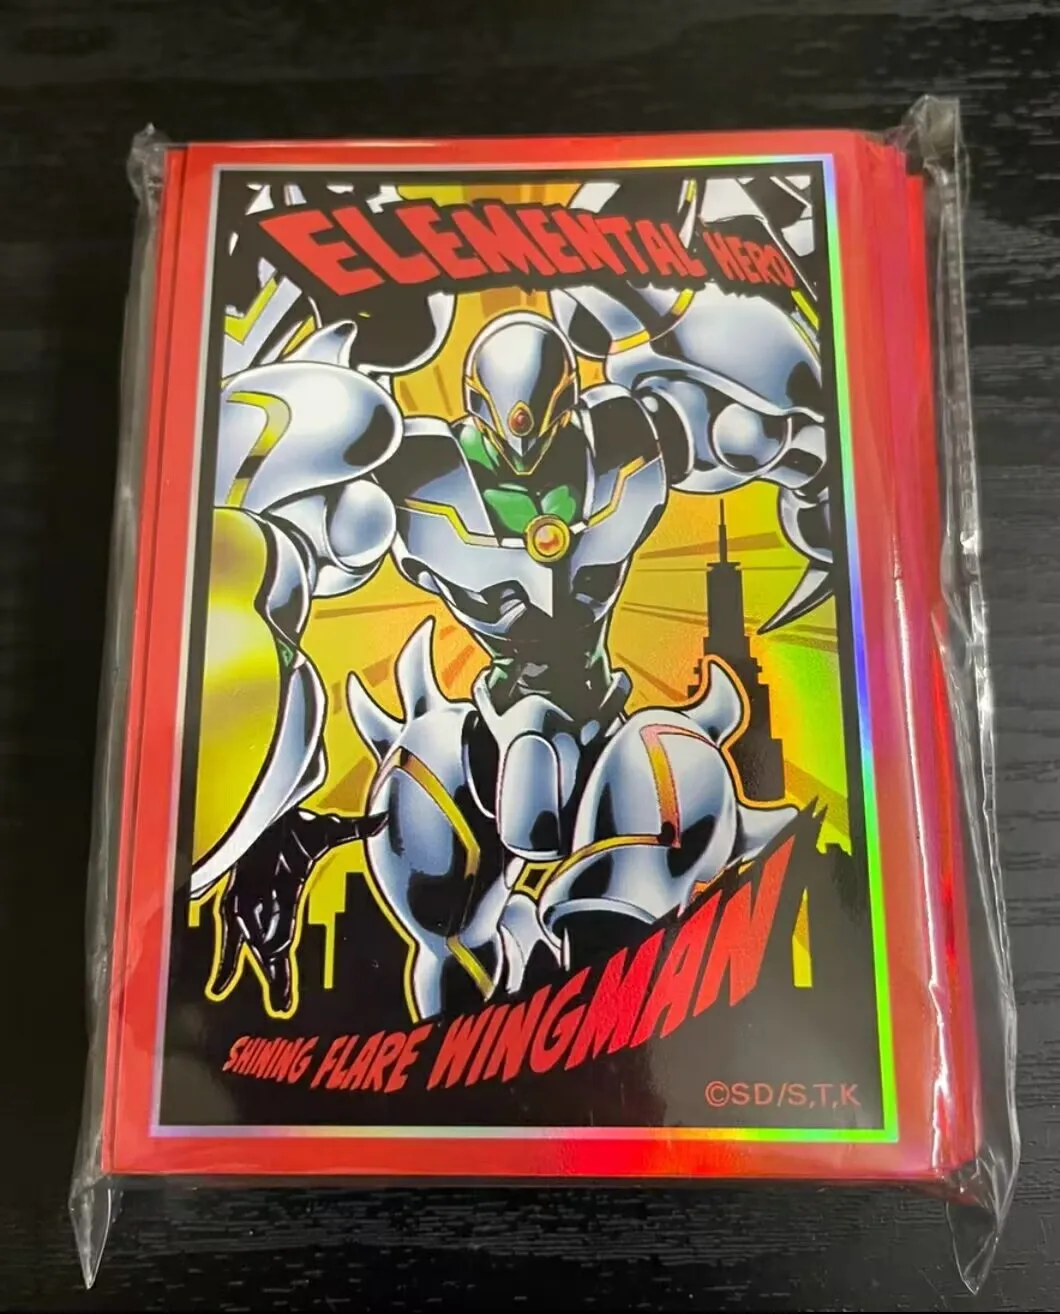 ELEMENTAL HERO
SHINING FLARE WINGMAN
©SD/S,T,K